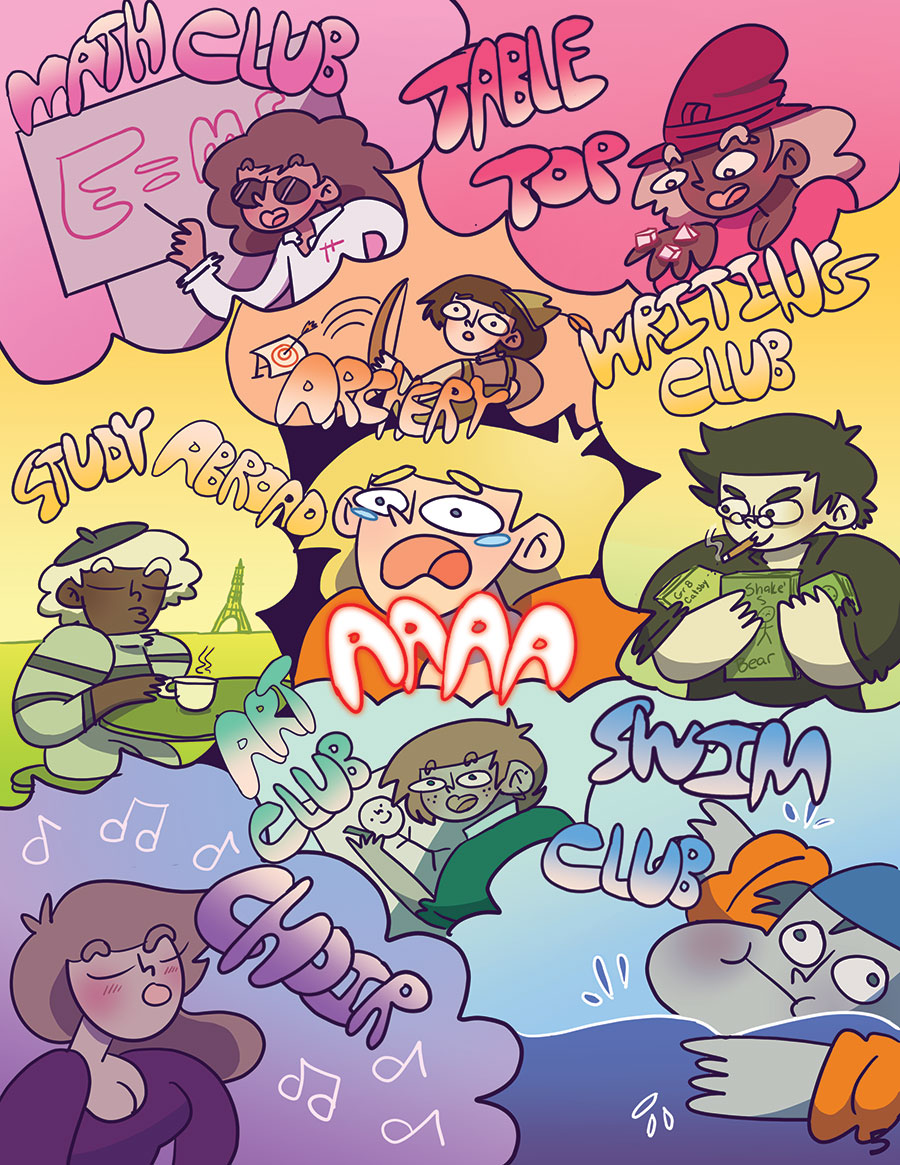 MATH CLUB
E=MC
TABLE
TOP
ARCHERY
WRITING
CLUB
STUDY ABROAD
Gr8
Catsby
Shake's
Bear
AAAA
ART
CLUB
SWIM
CLUB
CHOIR